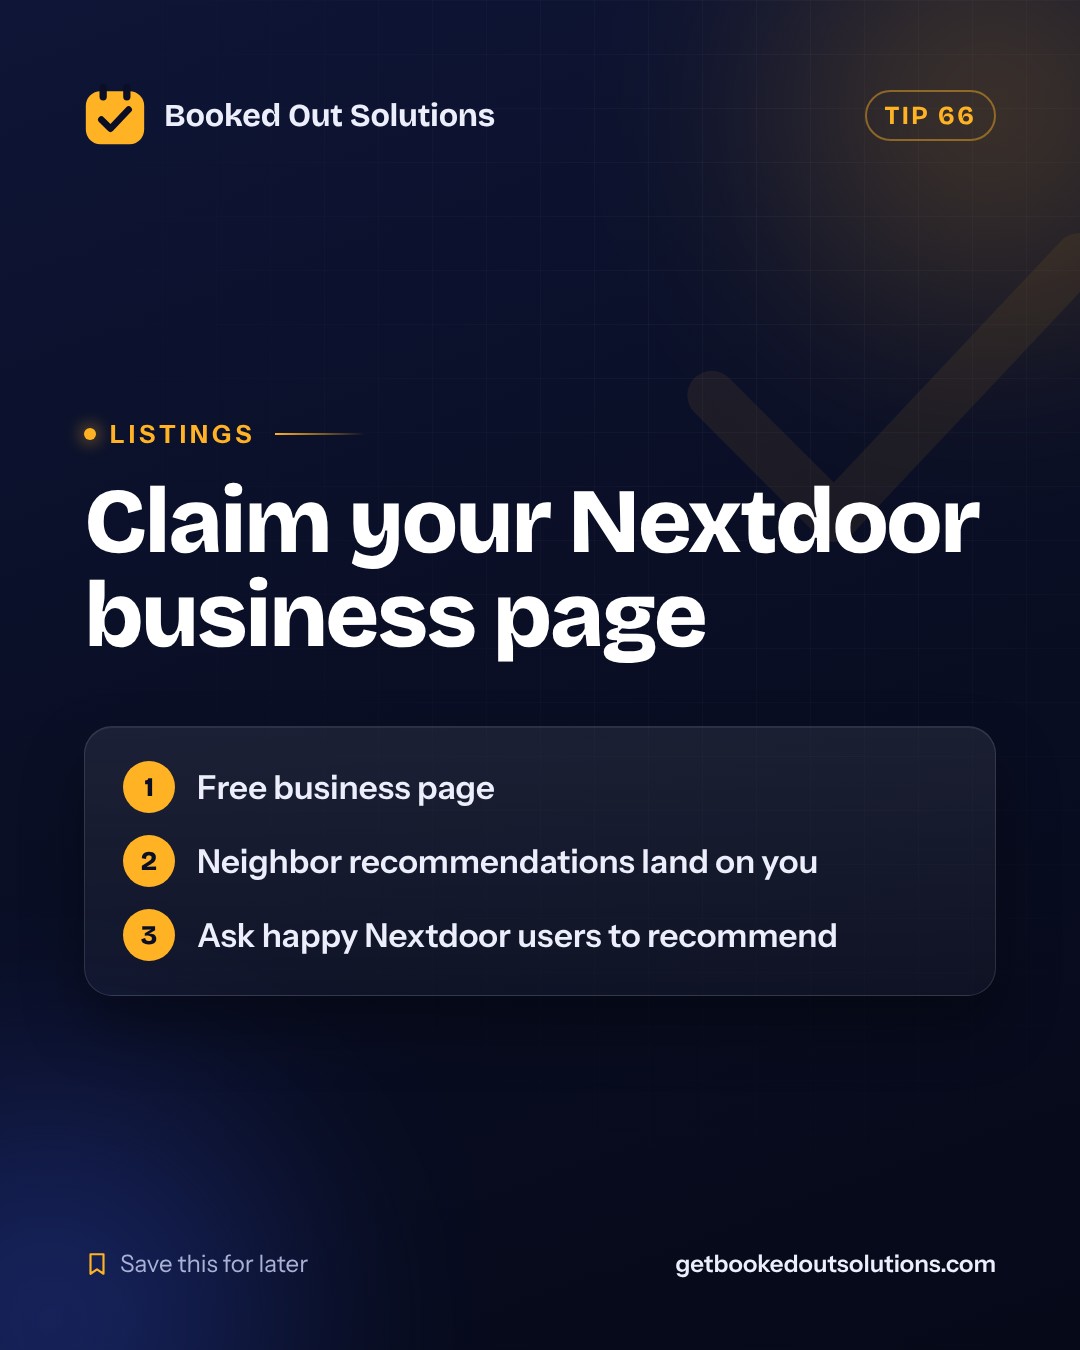 Booked Out Solutions
TIP 66
LISTINGS
Claim your Nextdoor
business page
1 Free business page
2 Neighbor recommendations land on you
3 Ask happy Nextdoor users to recommend
Save this for later
getbookedoutsolutions.com